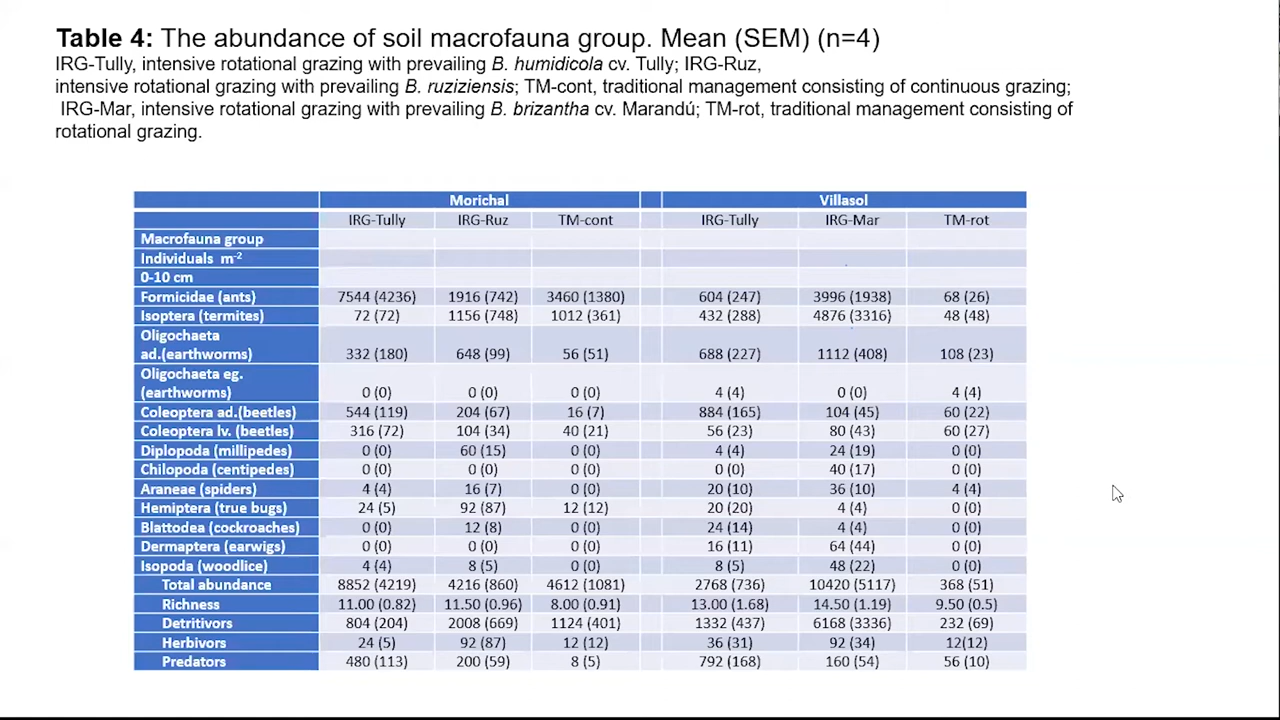 Table 4: The abundance of soil macrofauna group. Mean (SEM) (n=4)
IRG-Tully, intensive rotational grazing with prevailing B. humidicola cv. Tully; IRG-Ruz,
intensive rotational grazing with prevailing B. ruziziensis; TM-cont, traditional management consisting of continuous grazing;
IRG-Mar, intensive rotational grazing with prevailing B. brizantha cv. Marandú; TM-rot, traditional management consisting of
rotational grazing.
Morichal Villasol
IRG-Tully IRG-Ruz TM-cont IRG-Tully IRG-Mar TM-rot
Macrofauna group
Individuals m-2
0-10 cm
Formicidae (ants) 7544 (4236) 1916 (742) 3460 (1380) 604 (247) 3996 (1938) 68 (26)
Isoptera (termites) 72 (72) 1156 (748) 1012 (361) 432 (288) 4876 (3316) 48 (48)
Oligochaeta
ad.(earthworms) 332 (180) 648 (99) 56 (51) 688 (227) 1112 (408) 108 (23)
Oligochaeta eg.
(earthworms) 0 (0) 0 (0) 0 (0) 4 (4) 0 (0) 4 (4)
Coleoptera ad.(beetles) 544 (119) 204 (67) 16 (7) 884 (165) 104 (45) 60 (22)
Coleoptera lv. (beetles) 316 (72) 104 (34) 40 (21) 56 (23) 80 (43) 60 (27)
Diplopoda (millipedes) 0 (0) 60 (15) 0 (0) 4 (4) 24 (19) 0 (0)
Chilopoda (centipedes) 0 (0) 0 (0) 0 (0) 0 (0) 40 (17) 0 (0)
Araneae (spiders) 4 (4) 16 (7) 0 (0) 20 (10) 36 (10) 4 (4)
Hemiptera (true bugs) 24 (5) 92 (87) 12 (12) 20 (20) 4 (4) 0 (0)
Blattodea (cockroaches) 0 (0) 12 (8) 0 (0) 24 (14) 4 (4) 0 (0)
Dermaptera (earwigs) 0 (0) 0 (0) 0 (0) 16 (11) 64 (44) 0 (0)
Isopoda (woodlice) 4 (4) 8 (5) 0 (0) 8 (5) 48 (22) 0 (0)
Total abundance 8852 (4219) 4216 (860) 4612 (1081) 2768 (736) 10420 (5117) 368 (51)
Richness 11.00 (0.82) 11.50 (0.96) 8.00 (0.91) 13.00 (1.68) 14.50 (1.19) 9.50 (0.5)
Detritivors 804 (204) 2008 (669) 1124 (401) 1332 (437) 6168 (3336) 232 (69)
Herbivors 24 (5) 92 (87) 12 (12) 36 (31) 92 (34) 12(12)
Predators 480 (113) 200 (59) 8 (5) 792 (168) 160 (54) 56 (10)